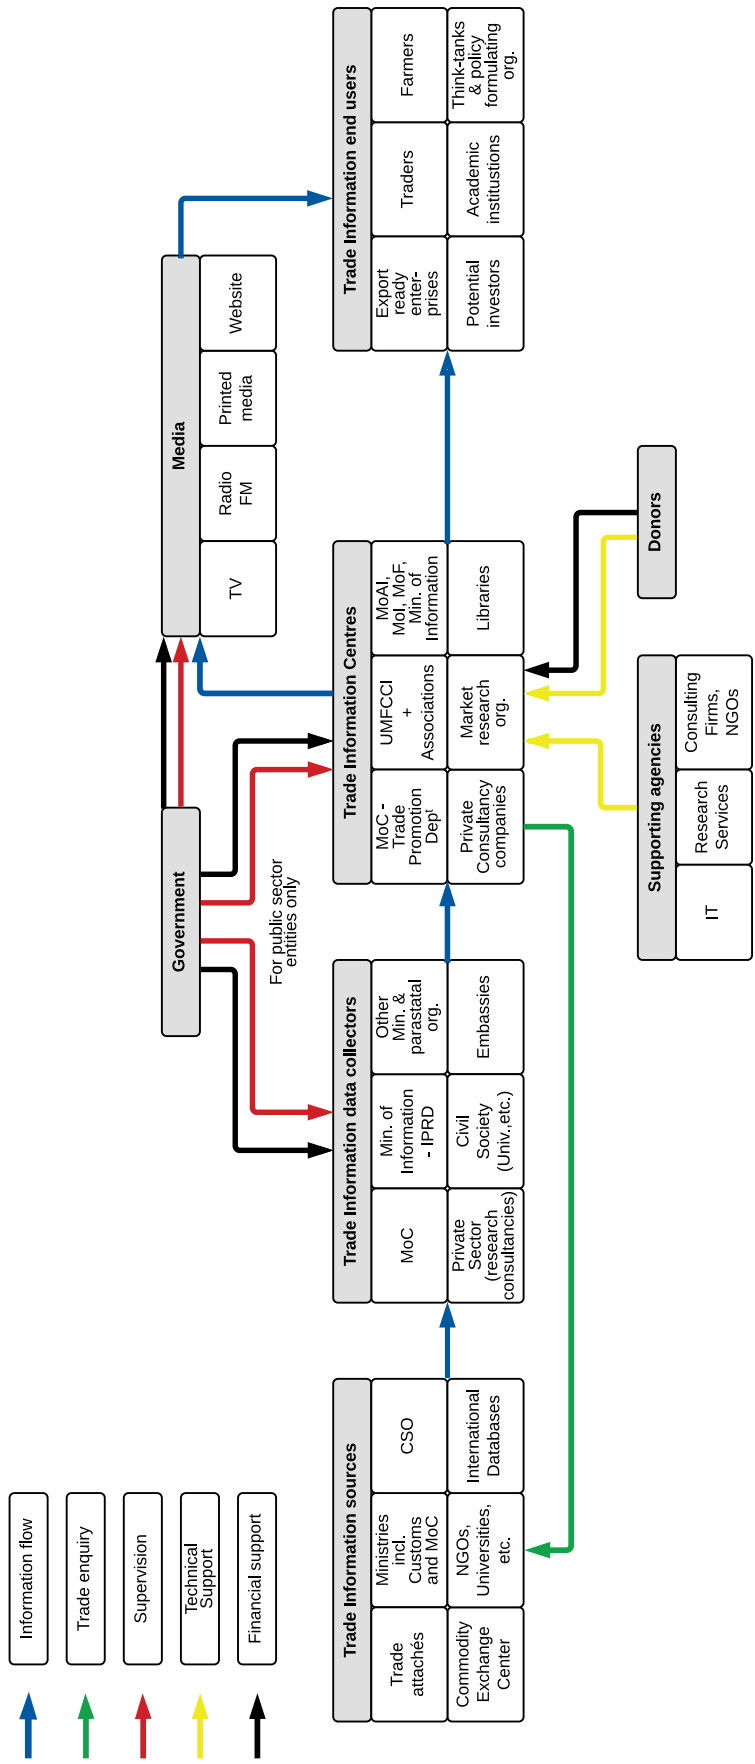 Information flow
Trade enquiry
Supervision
Technical
Support
Financial support
Government
For public sector
entities only
Media
TV
Radio
FM
Printed
media
Website
Trade Information sources
Trade
attachés
Ministries
incl.
Customs
and MoC
CSO
Commodity
Exchange
Center
NGOs,
Universities,
etc.
International
Databases
Trade Information data collectors
MoC
Min. of
Information
- IPRD
Other
Min. &
parastatal
org.
Private
Sector
(research
consultancies)
Civil
Society
(Univ.,etc.)
Embassies
Trade Information Centres
MoC -
Trade
Promotion
Dept
UMFCCI
+
Associations
MoAI,
MoI, MoF,
Min. of
Information
Private
Consultancy
companies
Market
research
org.
Libraries
Trade Information end users
Export
ready
enter-
prises
Traders
Farmers
Potential
investors
Academic
institustions
Think-tanks
& policy
formulating
org.
Supporting agencies
IT
Research
Services
Consulting
Firms,
NGOs
Donors